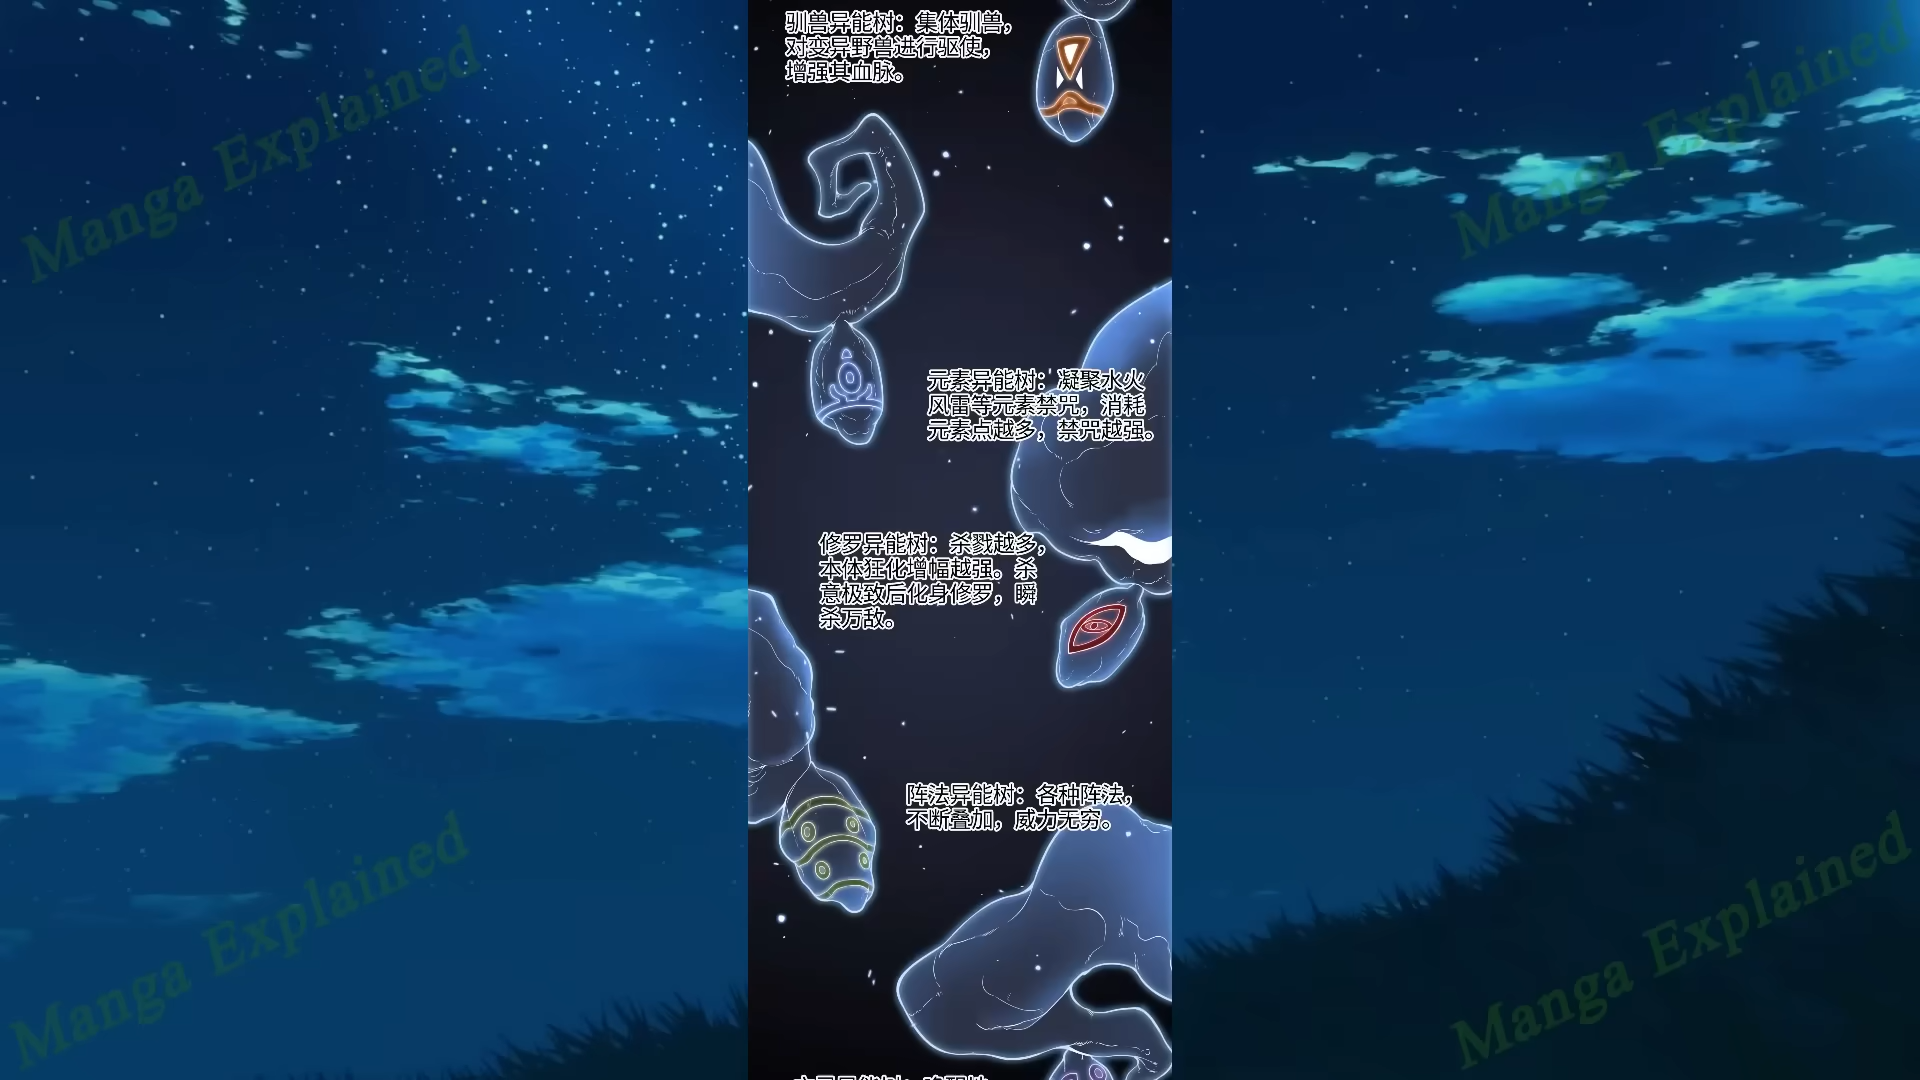 驯兽异能树：集体驯兽，
对变异野兽进行驱使，
增强其血脉。
元素异能树：凝聚水火
风雷等元素禁咒，消耗
元素点越多，禁咒越强。
修罗异能树：杀戮越多，
本体狂化增幅越强。杀
意极致后化身修罗，瞬
杀万敌。
阵法异能树：各种阵法，
不断叠加，威力无穷。
Manga Explained
Manga Explained
Manga Explained
Manga Explained